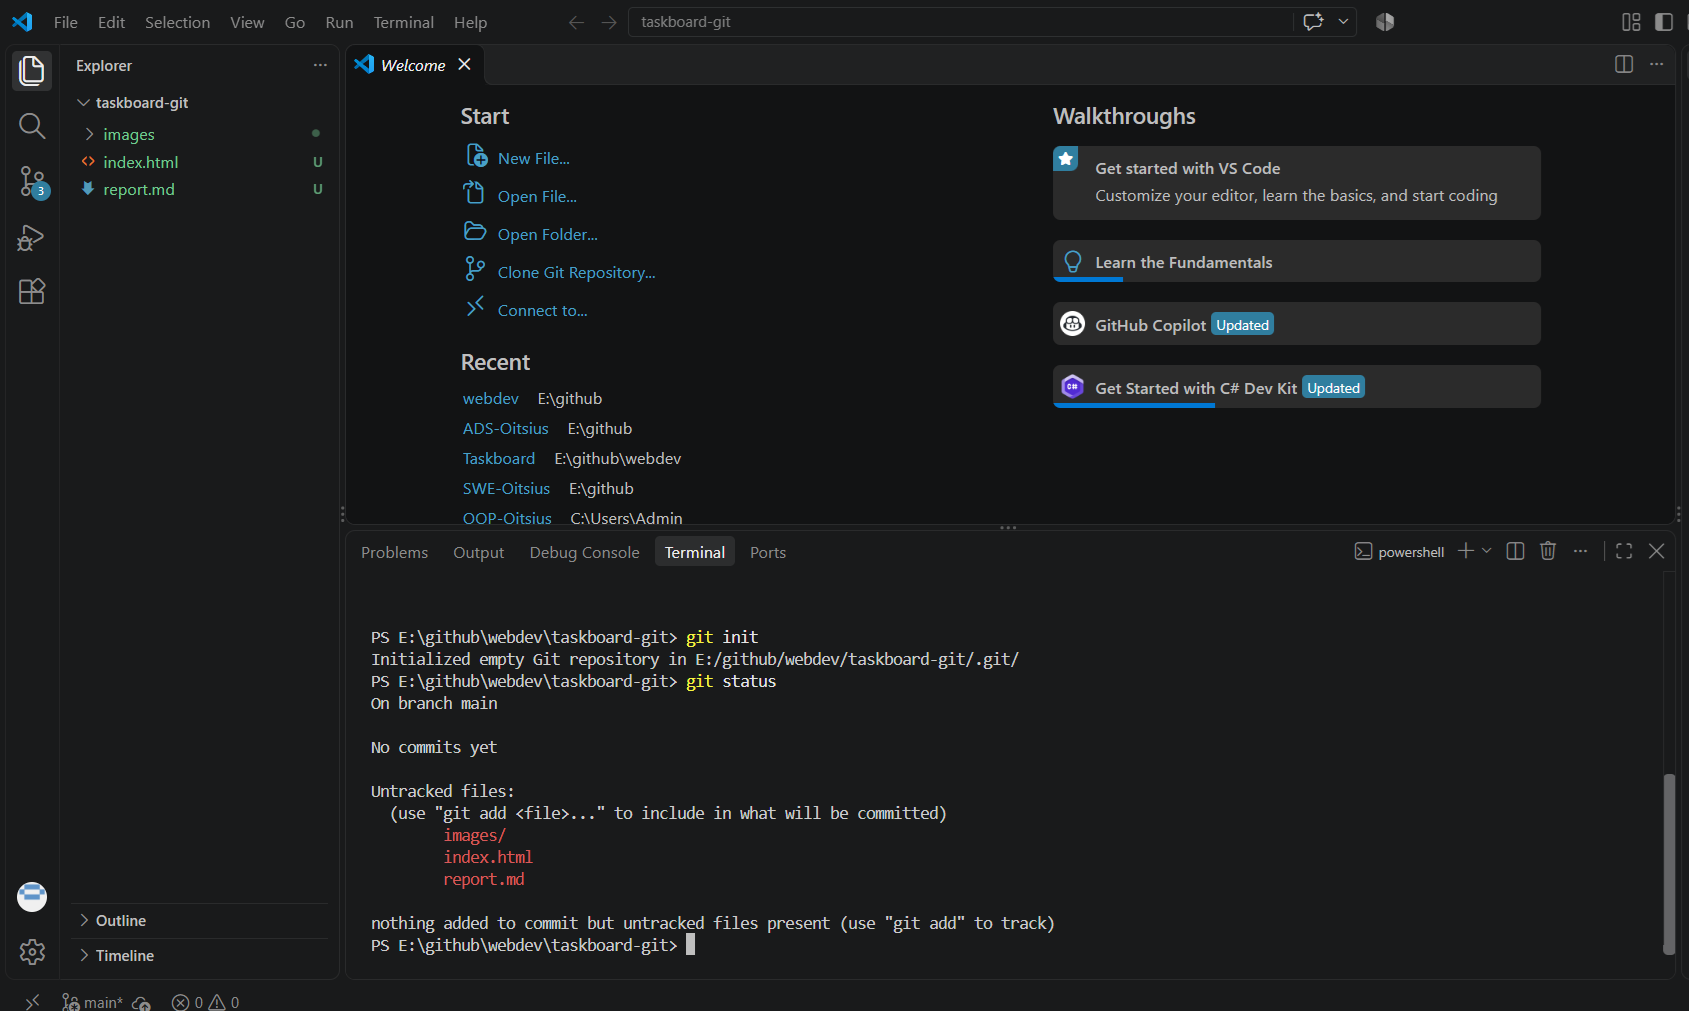 File Edit Selection View Go Run Terminal Help
taskboard-git
Explorer
taskboard-git
images
index.html U
report.md U
3
Outline
Timeline
Welcome
Start
New File...
Open File...
Open Folder...
Clone Git Repository...
Connect to...
Recent
webdev E:\github
ADS-Oitsius E:\github
Taskboard E:\github\webdev
SWE-Oitsius E:\github
OOP-Oitsius C:\Users\Admin
Walkthroughs
Get started with VS Code
Customize your editor, learn the basics, and start coding
Learn the Fundamentals
GitHub Copilot Updated
C# Get Started with C# Dev Kit Updated
Problems Output Debug Console Terminal Ports
powershell
PS E:\github\webdev\taskboard-git> git init
Initialized empty Git repository in E:/github/webdev/taskboard-git/.git/
PS E:\github\webdev\taskboard-git> git status
On branch main
No commits yet
Untracked files:
(use "git add <file>..." to include in what will be committed)
images/
index.html
report.md
nothing added to commit but untracked files present (use "git add" to track)
PS E:\github\webdev\taskboard-git>
main* 0 0